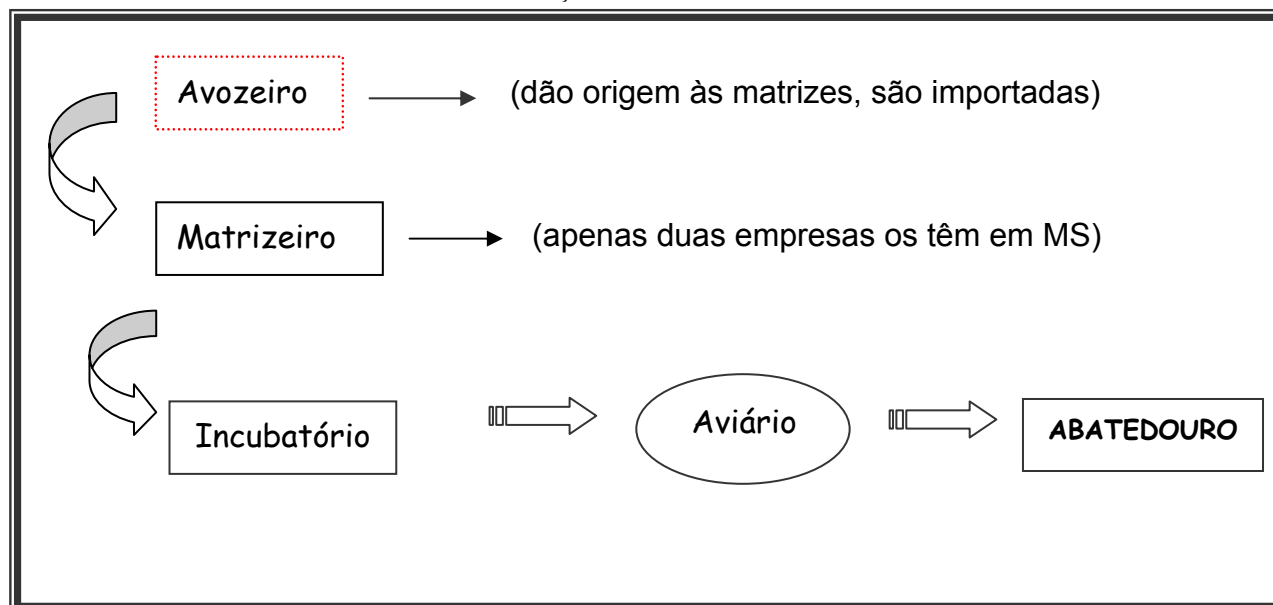 Avozeiro (dão origem às matrizes, são importadas)
Matrizeiro (apenas duas empresas os têm em MS)
Incubatório Aviário ABATEDOURO